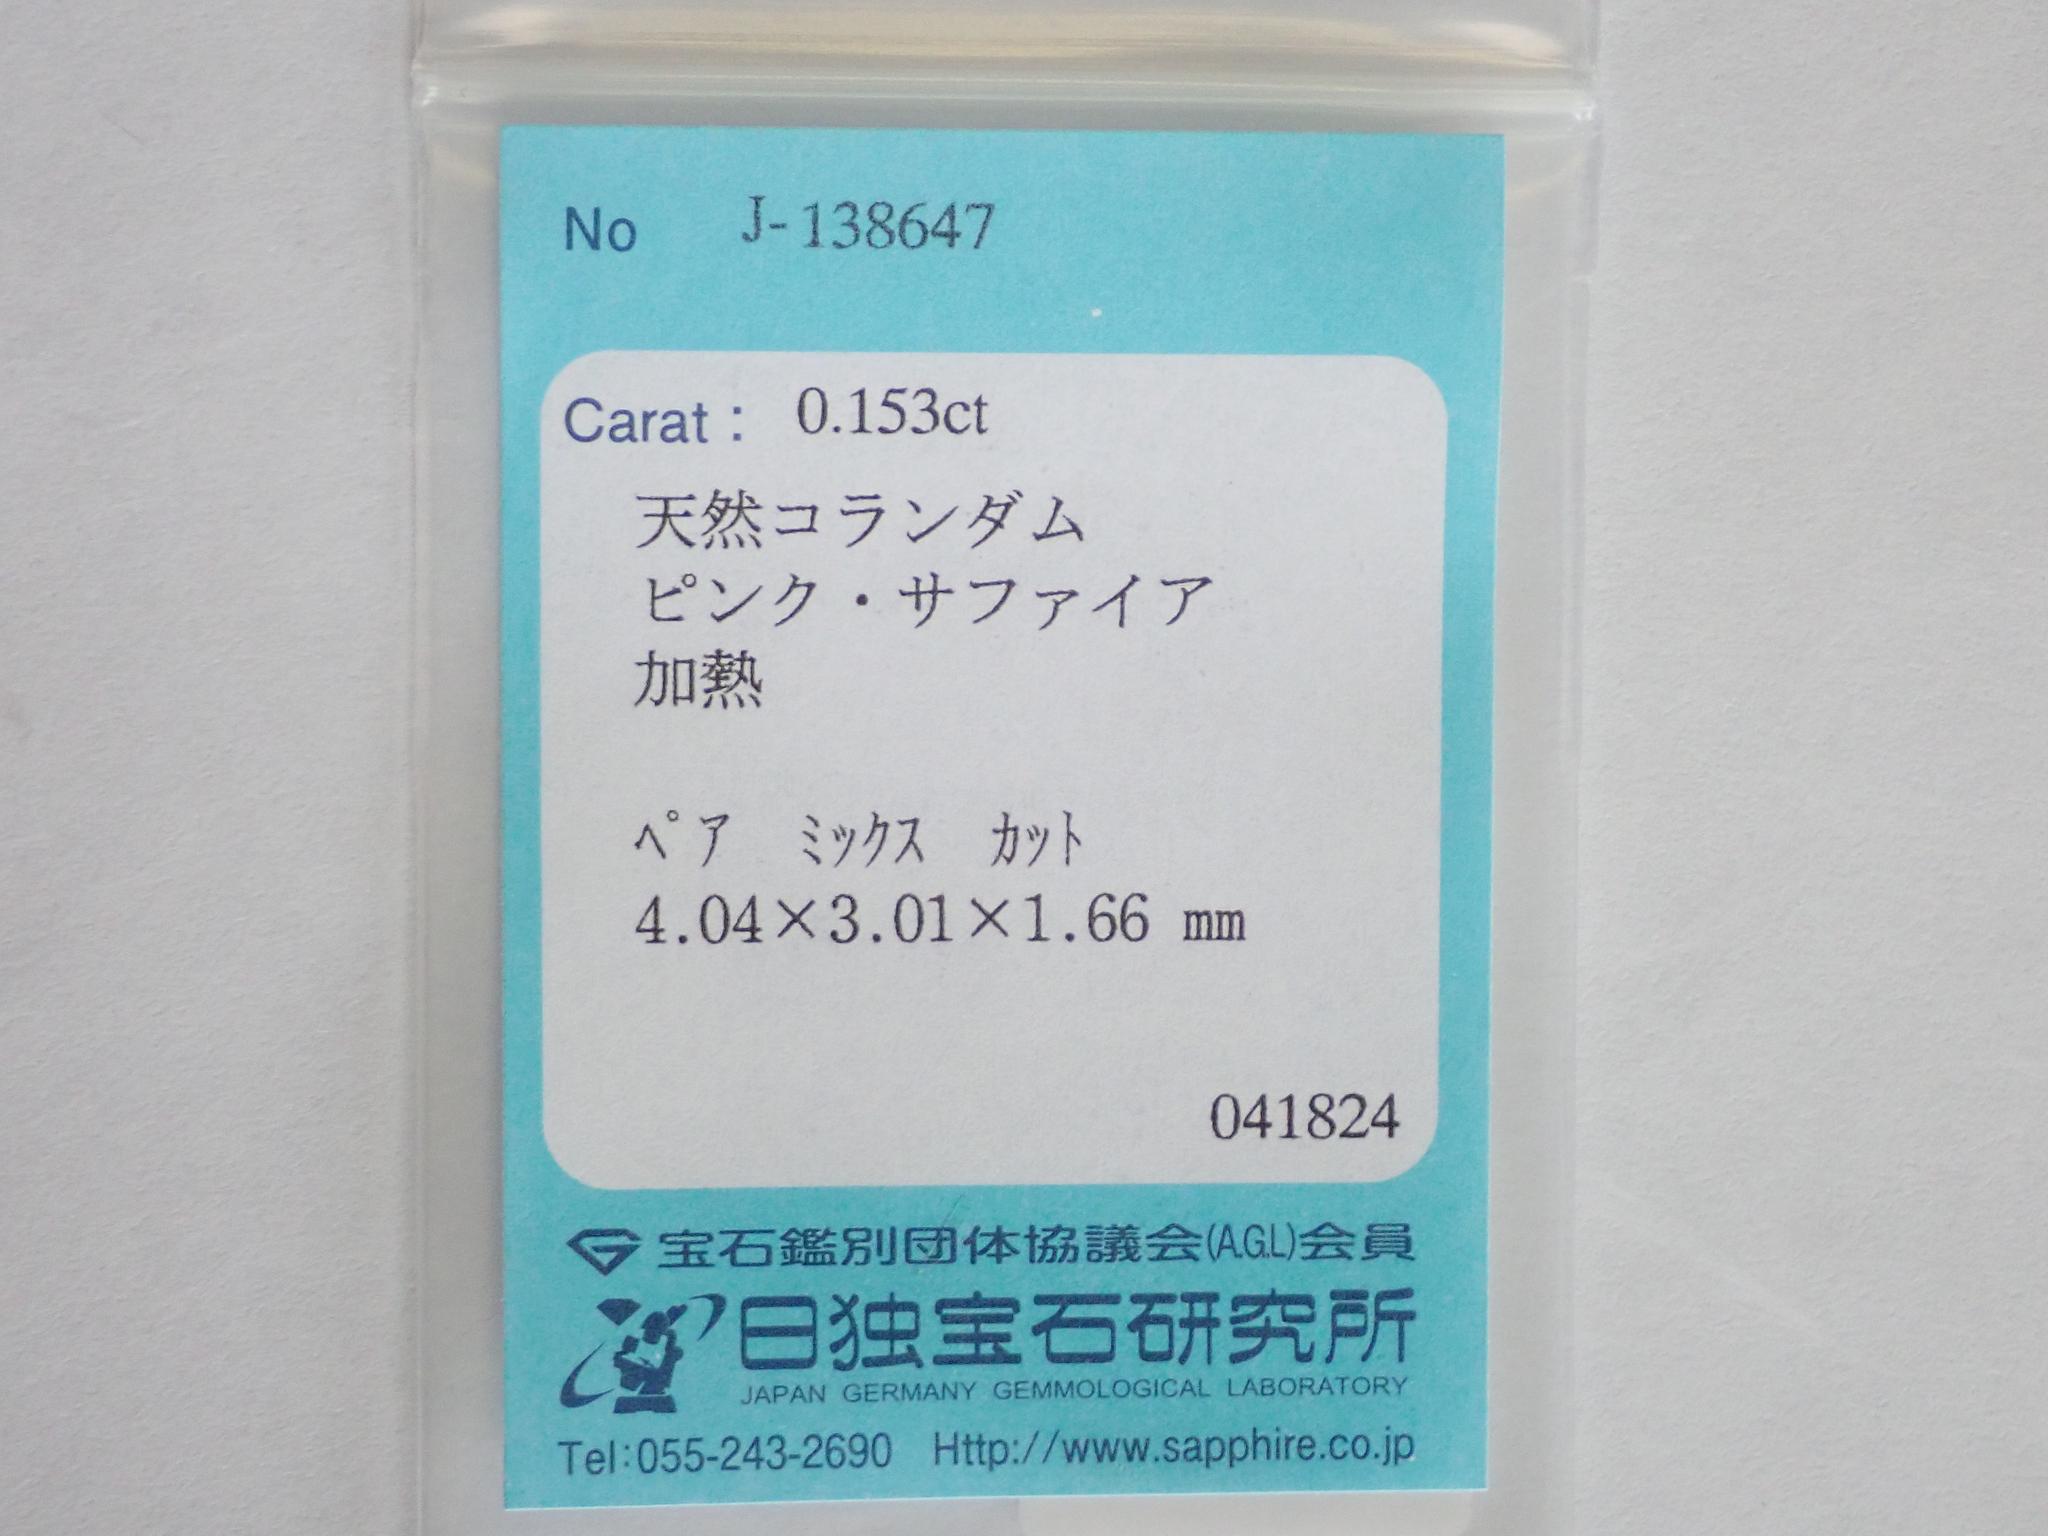 No J-138647
Carat: 0.153ct
天然コランダム
ピンク・サファイア
加熱
ﾍﾟｱ ﾐｯｸｽ ｶｯﾄ
4.04×3.01×1.66 mm
041824
宝石鑑別団体協議会(A.G.L)会員
日独宝石研究所
JAPAN GERMANY GEMMOLOGICAL LABORATORY
Tel:055-243-2690 Http://www.sapphire.co.jp